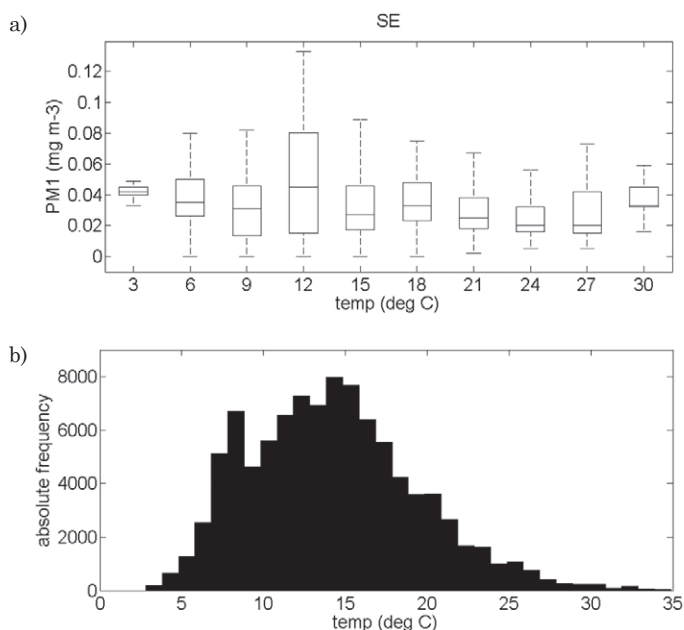 a)
SE
PM1 (mg m-3)
0.12
0.1
0.08
0.06
0.04
0.02
0
3 6 9 12 15 18 21 24 27 30
temp (deg C)
b)
absolute frequency
8000
6000
4000
2000
0
0 5 10 15 20 25 30 35
temp (deg C)